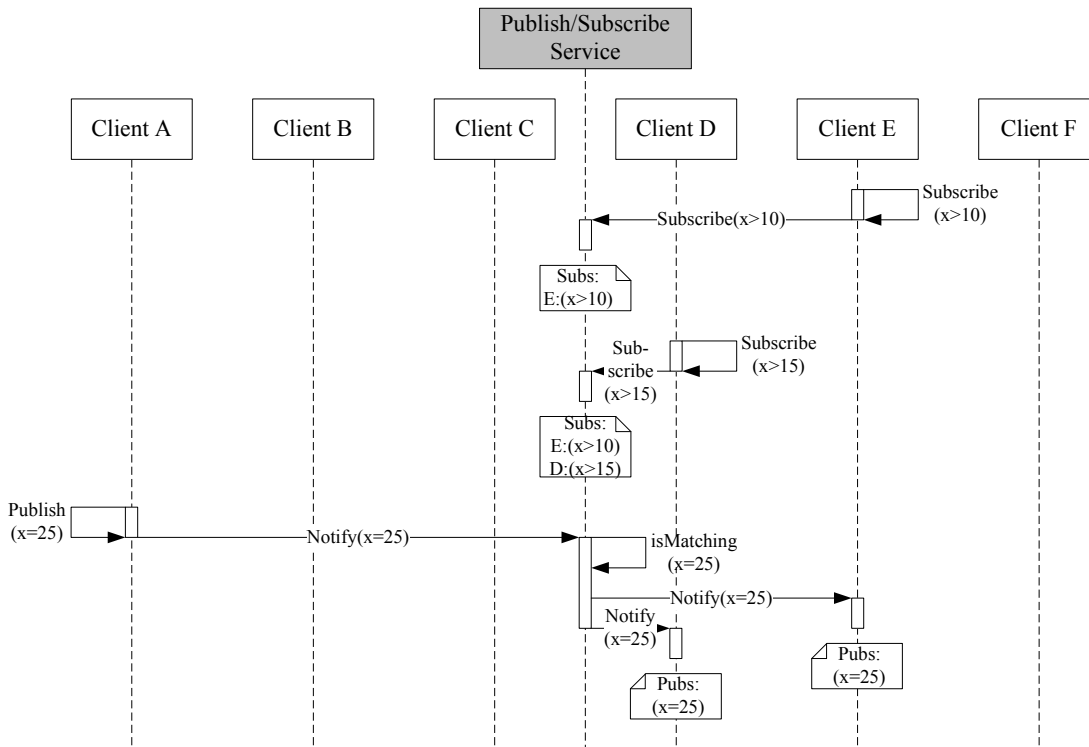 Publish/Subscribe
Service
Client A
Client B
Client C
Client D
Client E
Client F
Subscribe
(x>10)
Subscribe(x>10)
Subs:
E:(x>10)
Sub-
scribe
(x>15)
Subscribe
(x>15)
Subs:
E:(x>10)
D:(x>15)
Publish
(x=25)
Notify(x=25)
isMatching
(x=25)
Notify(x=25)
Notify
(x=25)
Pubs:
(x=25)
Pubs:
(x=25)